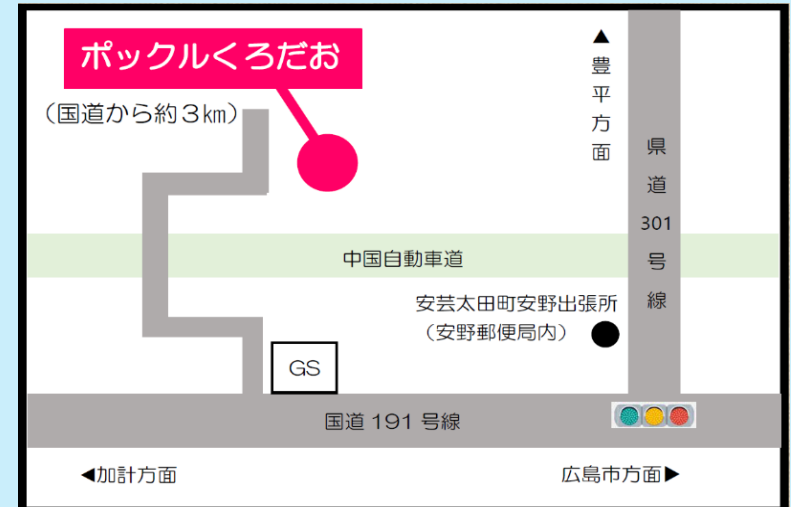 ポックルくろだお
（国道から約３㎞）
▲豊平方面
県道301号線
中国自動車道
安芸太田町安野出張所
（安野郵便局内）
GS
国道 191 号線
◀加計方面
広島市方面▶